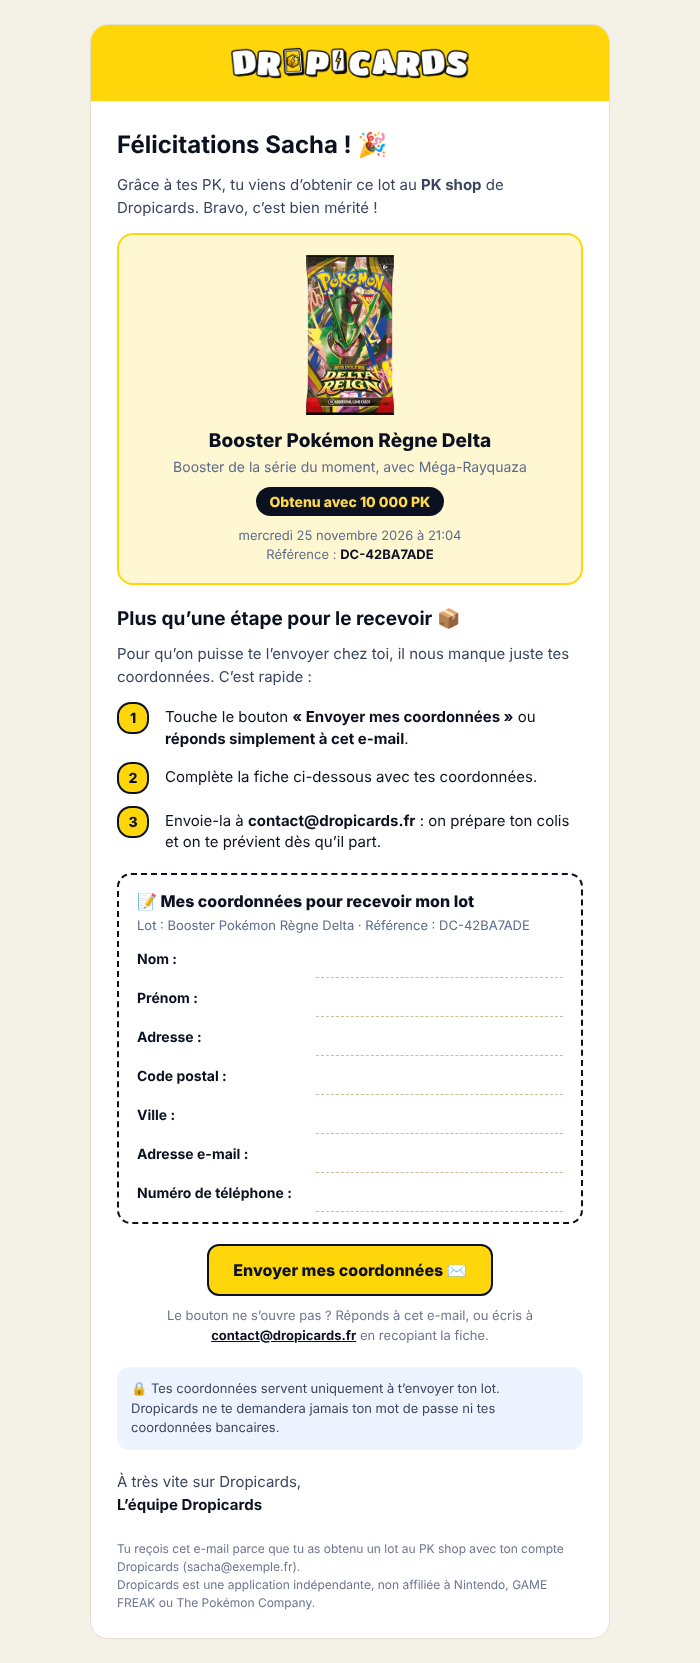 DROPICARDS
Félicitations Sacha ! 🎉
Grâce à tes PK, tu viens d’obtenir ce lot au PK shop de
Dropicards. Bravo, c’est bien mérité !
Pokémon
DELTA
REIGN
Booster Pokémon Règne Delta
Booster de la série du moment, avec Méga-Rayquaza
Obtenu avec 10 000 PK
mercredi 25 novembre 2026 à 21:04
Référence : DC-42BA7ADE
Plus qu’une étape pour le recevoir 📦
Pour qu’on puisse te l’envoyer chez toi, il nous manque juste tes
coordonnées. C’est rapide :
1 Touche le bouton « Envoyer mes coordonnées » ou
réponds simplement à cet e-mail.
2 Complète la fiche ci-dessous avec tes coordonnées.
3 Envoie-la à contact@dropicards.fr : on prépare ton colis
et on te prévient dès qu’il part.
📝 Mes coordonnées pour recevoir mon lot
Lot : Booster Pokémon Règne Delta · Référence : DC-42BA7ADE
Nom :
Prénom :
Adresse :
Code postal :
Ville :
Adresse e-mail :
Numéro de téléphone :
Envoyer mes coordonnées ✉️
Le bouton ne s’ouvre pas ? Réponds à cet e-mail, ou écris à
contact@dropicards.fr en recopiant la fiche.
🔒 Tes coordonnées servent uniquement à t’envoyer ton lot.
Dropicards ne te demandera jamais ton mot de passe ni tes
coordonnées bancaires.
À très vite sur Dropicards,
L’équipe Dropicards
Tu reçois cet e-mail parce que tu as obtenu un lot au PK shop avec ton compte
Dropicards (sacha@exemple.fr).
Dropicards est une application indépendante, non affiliée à Nintendo, GAME
FREAK ou The Pokémon Company.